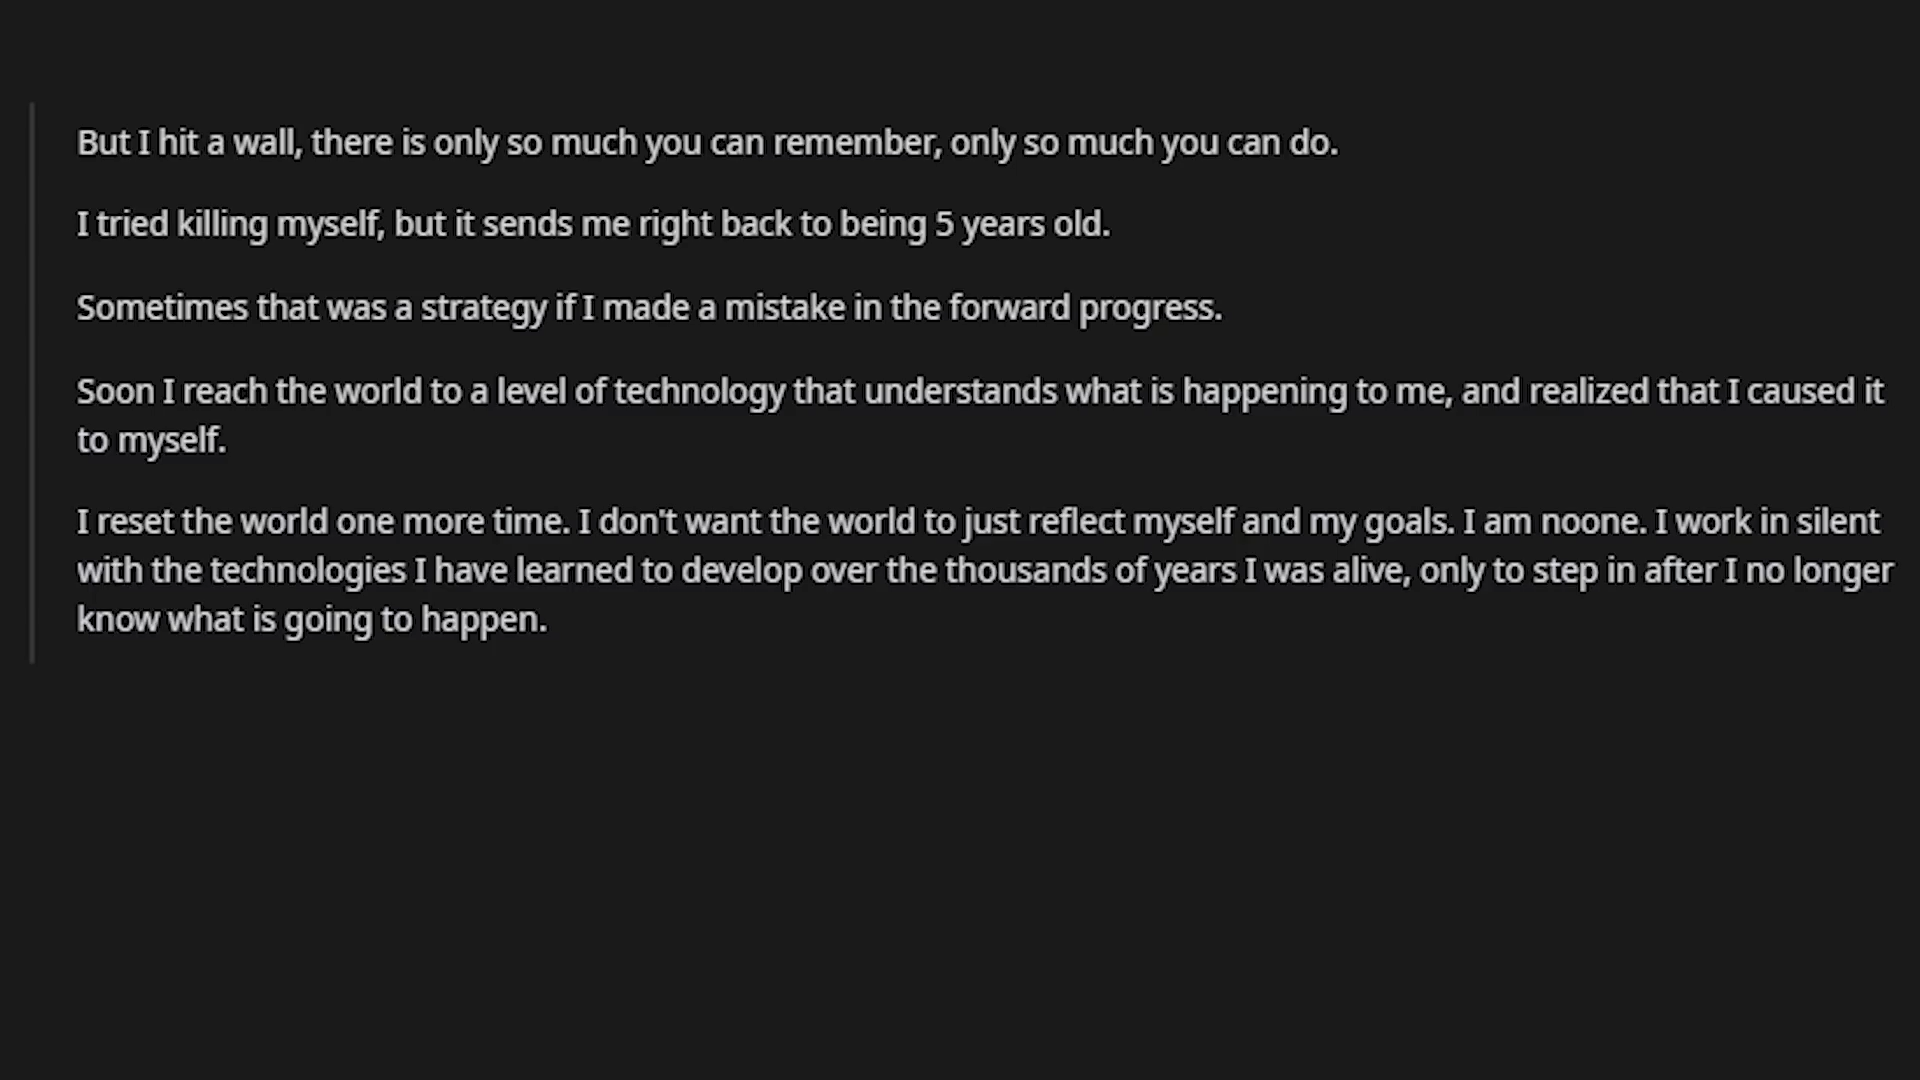 But I hit a wall, there is only so much you can remember, only so much you can do.
I tried killing myself, but it sends me right back to being 5 years old.
Sometimes that was a strategy if I made a mistake in the forward progress.
Soon I reach the world to a level of technology that understands what is happening to me, and realized that I caused it
to myself.
I reset the world one more time. I don't want the world to just reflect myself and my goals. I am noone. I work in silent
with the technologies I have learned to develop over the thousands of years I was alive, only to step in after I no longer
know what is going to happen.